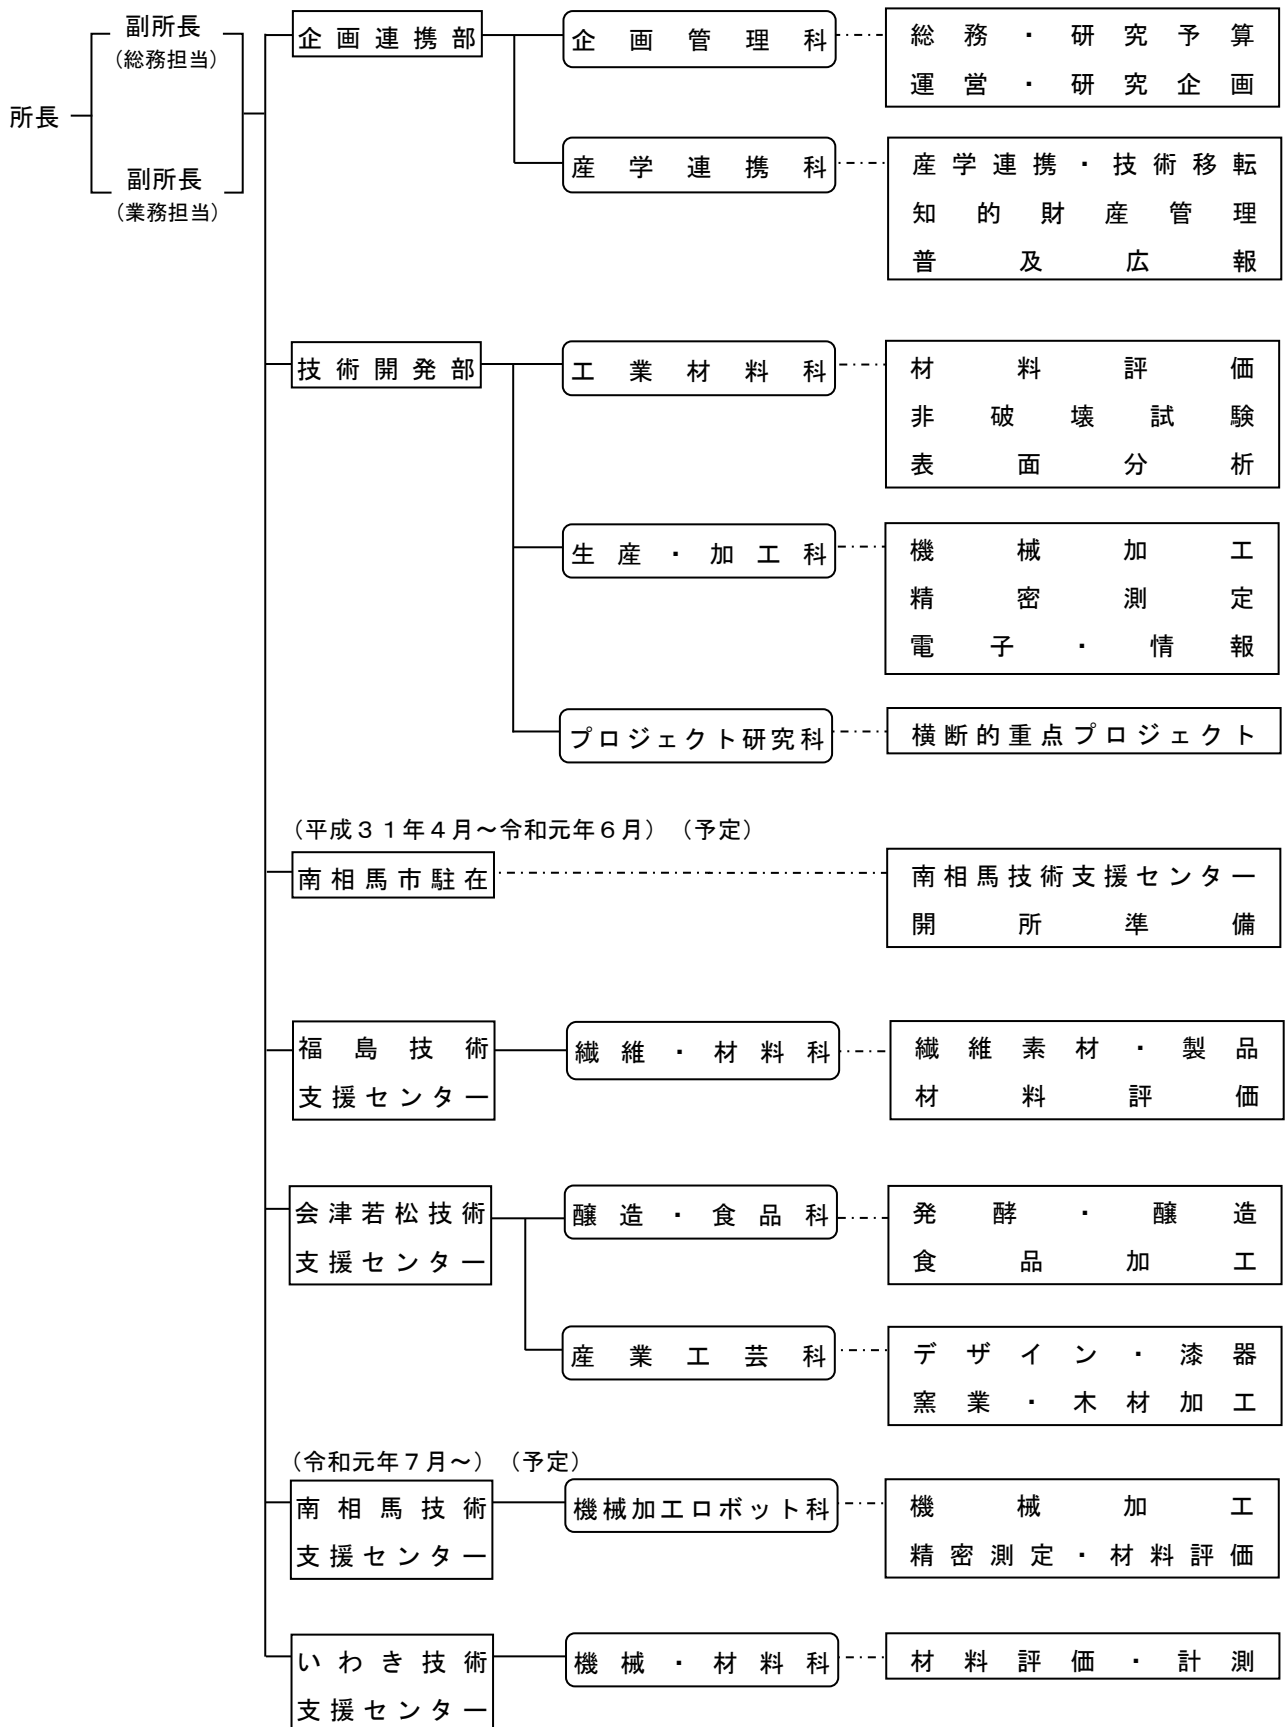 所長
副所長
（総務担当）
副所長
（業務担当）
企画連携部
企画管理科
総務・研究予算
運営・研究企画
産学連携科
産学連携・技術移転
知的財産管理
普及広報
技術開発部
工業材料科
材料評価
非破壊試験
表面分析
生産・加工科
機械加工
精密測定
電子・情報
プロジェクト研究科
横断的重点プロジェクト
（平成３１年４月～令和元年６月）（予定）
南相馬市駐在
南相馬技術支援センター
開所準備
福島技術
支援センター
繊維・材料科
繊維素材・製品
材料評価
会津若松技術
支援センター
醸造・食品科
発酵・醸造
食品加工
産業工芸科
デザイン・漆器
窯業・木材加工
（令和元年７月～）（予定）
南相馬技術
支援センター
機械加工ロボット科
機械加工
精密測定・材料評価
いわき技術
支援センター
機械・材料科
材料評価・計測